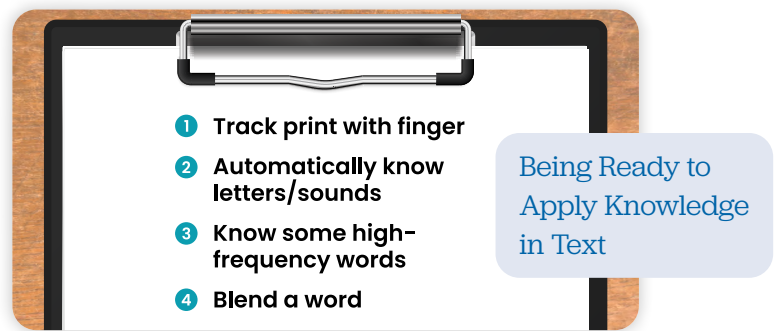 1 Track print with finger
2 Automatically know
letters/sounds
3 Know some high-
frequency words
4 Blend a word
Being Ready to
Apply Knowledge
in Text